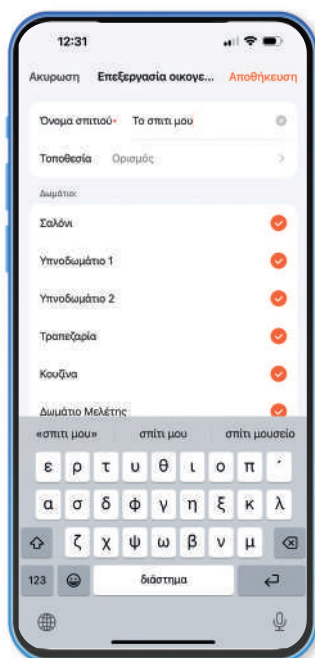 12:31
Ακυρωση Επεξεργασία οικογε... Αποθήκευση
Όνομα σπιτιού* Το σπιτι μου
Τοποθεσία Ορισμός
Δωμάτιο:
Σαλόνι
Υπνοδωμάτιο 1
Υπνοδωμάτιο 2
Τραπεζαρία
Κουζίνα
Δωμάτιο Μελέτης
«σπιτι μου» σπίτι μου σπίτι μουσείο
ε ρ τ υ θ ι ο π ΄
α σ δ φ γ η ξ κ λ
ζ χ ψ ω β ν μ
123 διάστημα